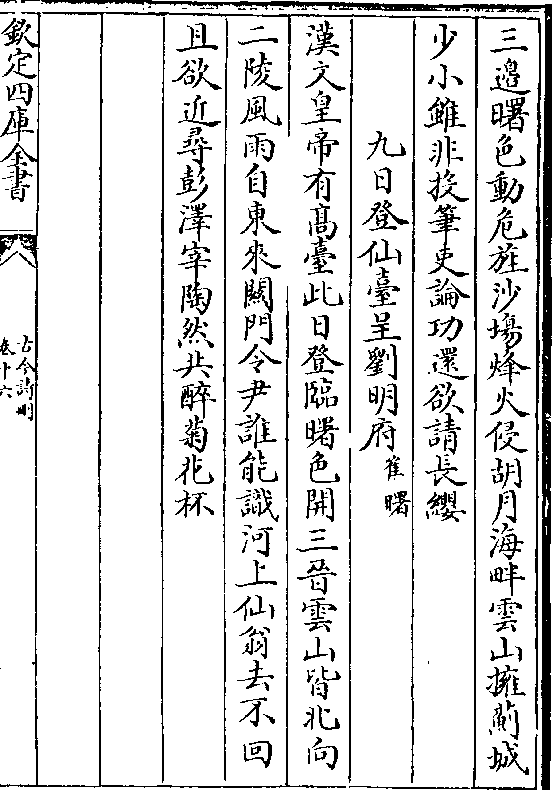 三邉曙色動危旌沙場烽火侵胡月海畔雲山擁薊城
少小雖非投筆吏論功還欲請長纓
九日登仙臺呈劉明府崔曙
漢文皇帝有髙臺此日登臨曙色開三晉雲山皆北向
二陵風雨自東來闗門令尹誰能識河上仙翁去不回
且欲近尋彭澤宰陶然共醉菊花杯
欽定四庫全書
古今詩刪
卷十六